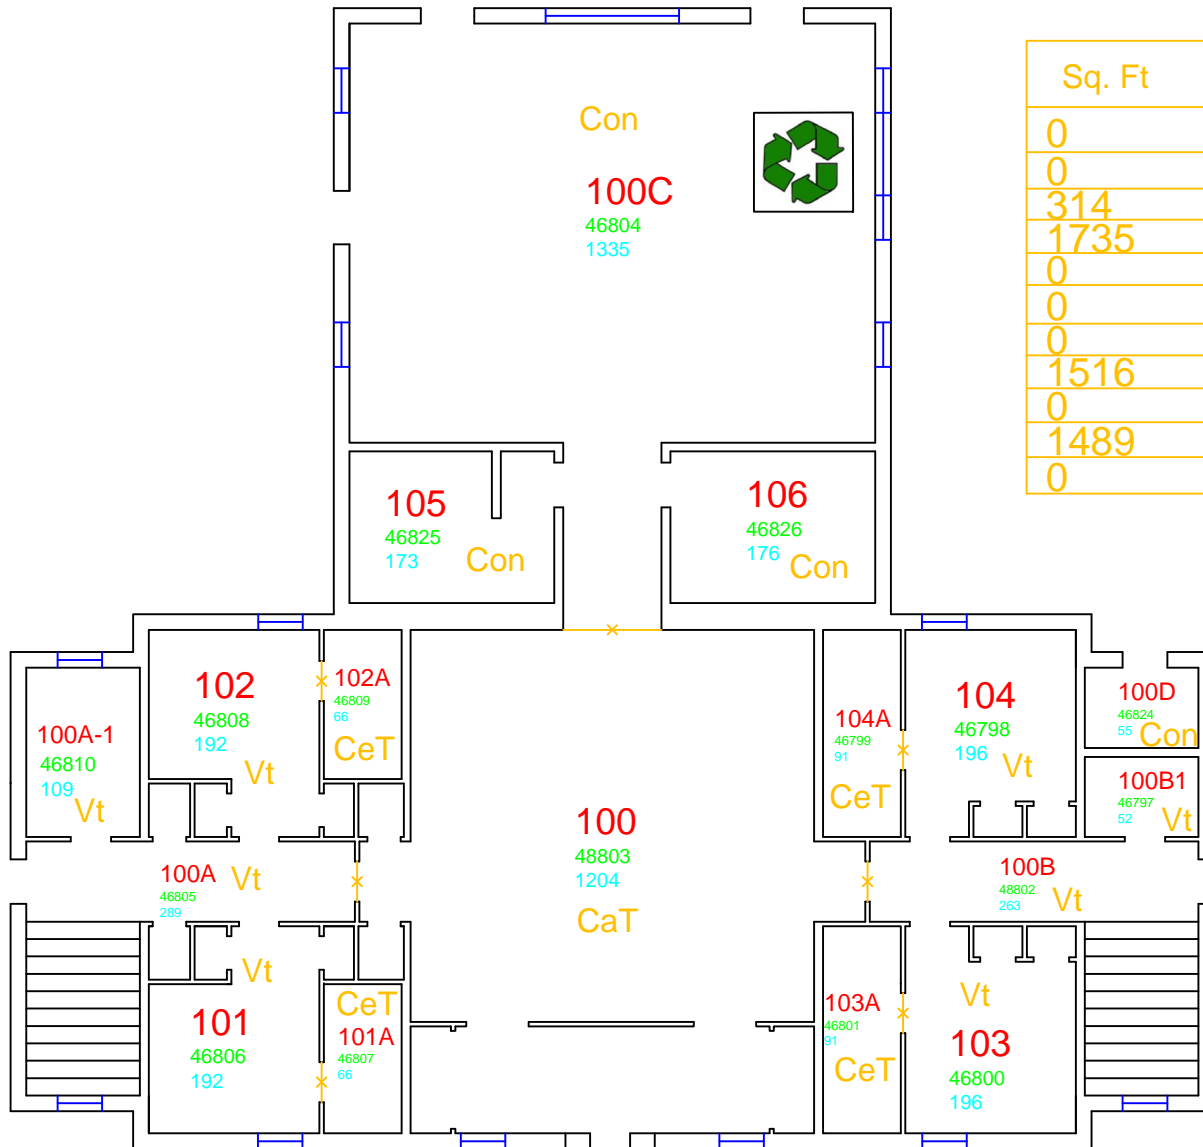 Con
100C
46804
1335
Sq. Ft
0
0
314
1735
0
0
0
1516
0
1489
0
105
46825
173
Con
106
46826
176
Con
100A-1
46810
109
Vt
102
46808
192
Vt
102A
46809
66
CeT
100
48803
1204
CaT
104A
46799
91
CeT
104
46798
196
Vt
100D
46824
55
Con
100B1
46797
52
Vt
100A
46805
289
Vt
100B
48802
263
Vt
Vt
101
46806
192
CeT
101A
46807
66
103A
46801
91
CeT
Vt
103
46800
196